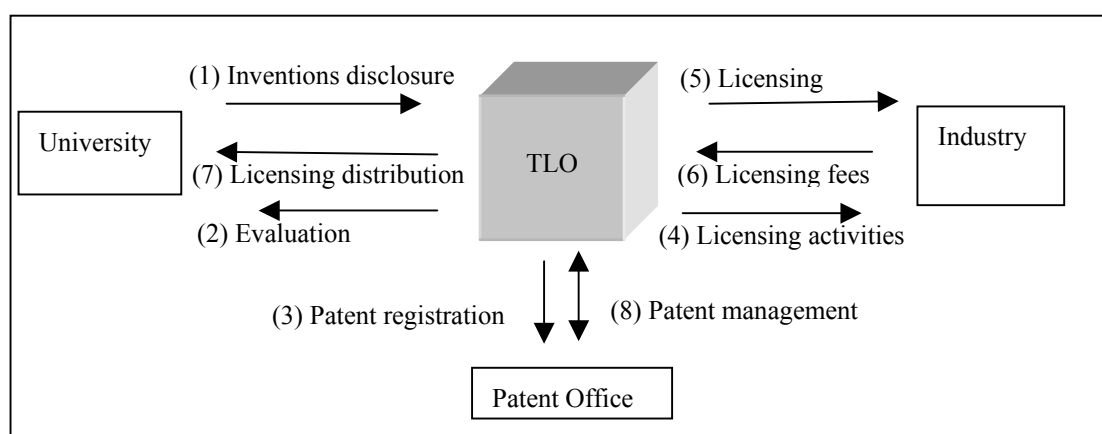 (1) Inventions disclosure
(5) Licensing
University
TLO
Industry
(7) Licensing distribution
(6) Licensing fees
(2) Evaluation
(4) Licensing activities
(3) Patent registration
(8) Patent management
Patent Office